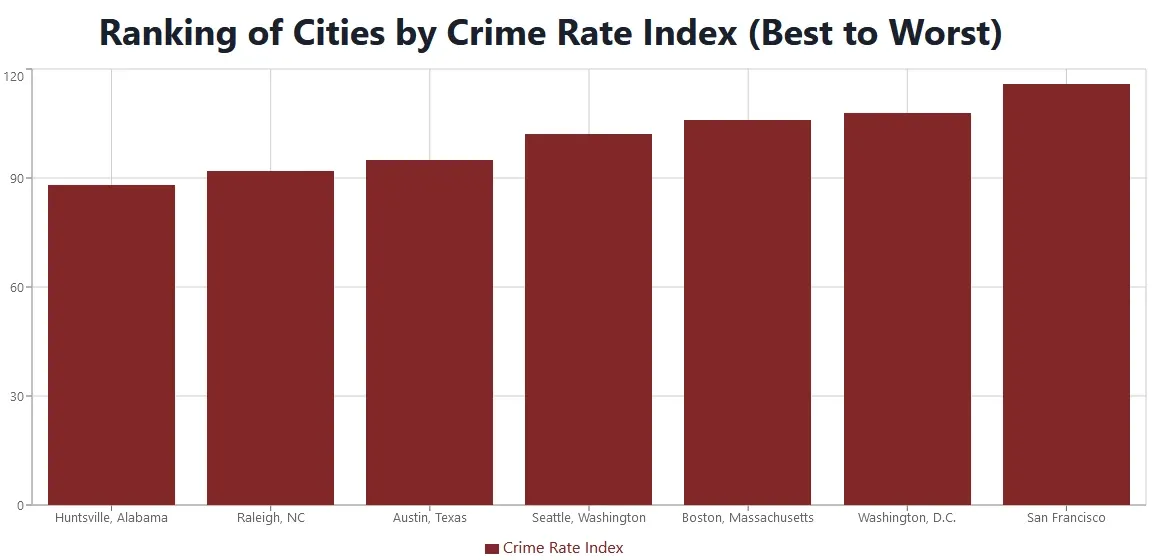 Ranking of Cities by Crime Rate Index (Best to Worst)
120
90
60
30
0
Huntsville, Alabama
Raleigh, NC
Austin, Texas
Seattle, Washington
Boston, Massachusetts
Washington, D.C.
San Francisco
Crime Rate Index